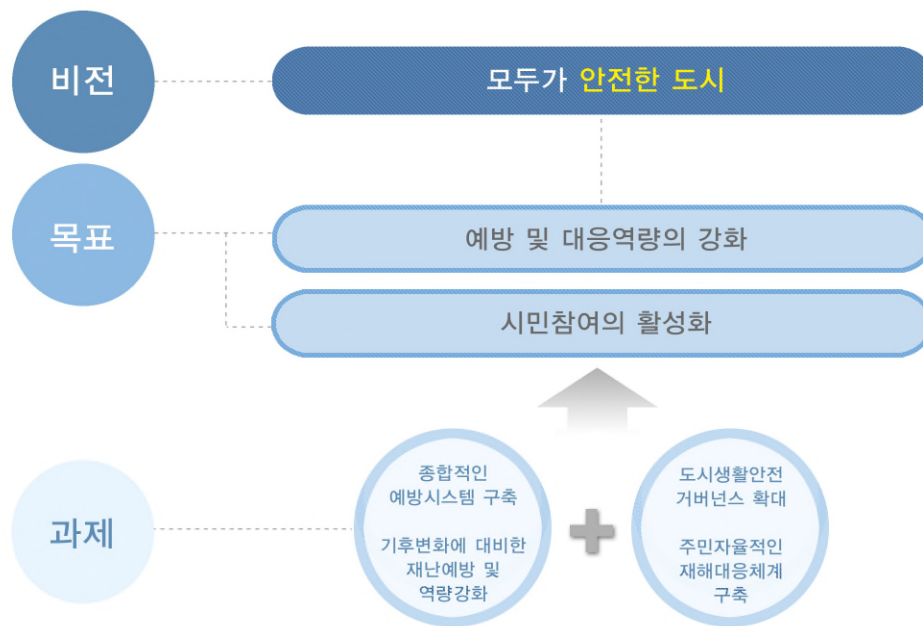 비전
모두가 안전한 도시
목표
예방 및 대응역량의 강화
시민참여의 활성화
과제
종합적인
예방시스템 구축
기후변화에 대비한
재난예방 및
역량강화
도시생활안전
거버넌스 확대
주민자율적인
재해대응체계
구축